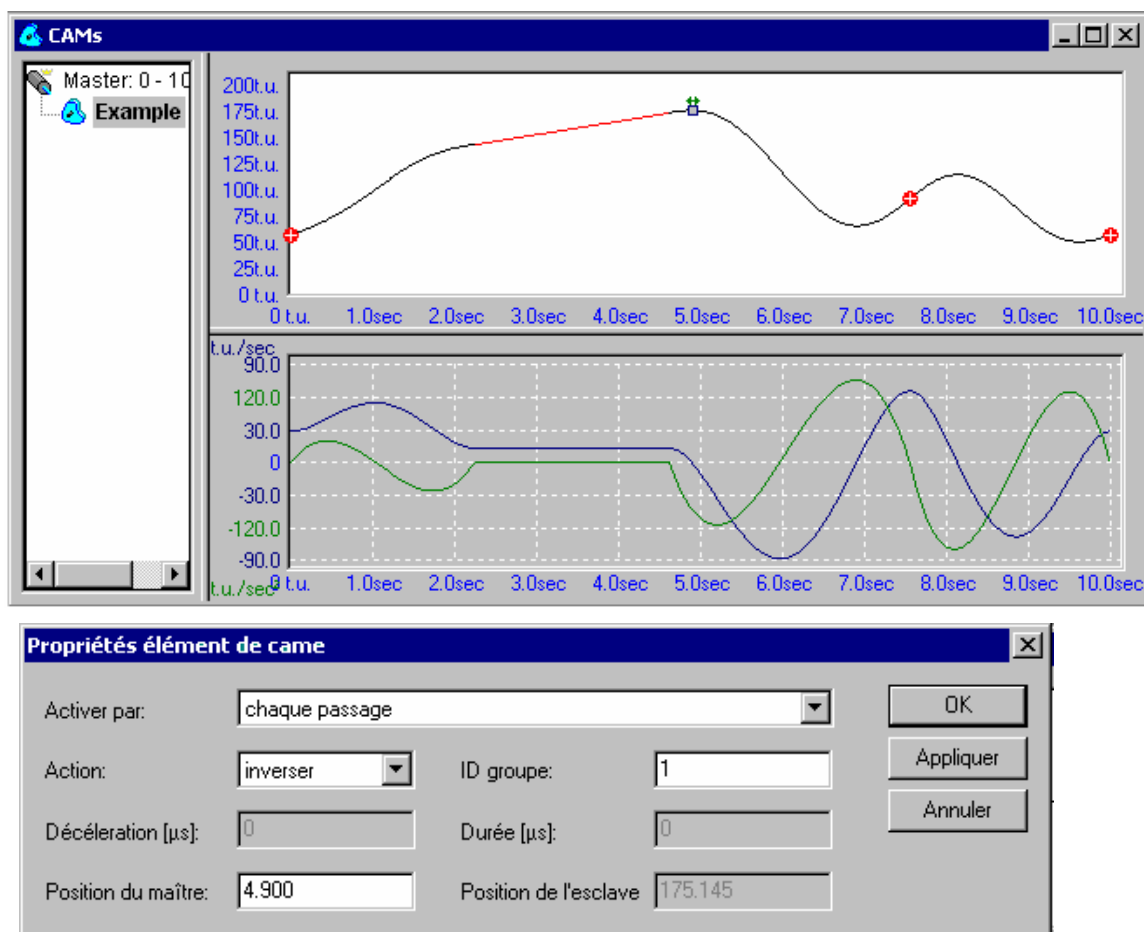 CAMs
Master: 0 - 10
Example
200t.u.
175t.u.
150t.u.
125t.u.
100t.u.
75t.u.
50t.u.
25t.u.
0 t.u.
0 t.u. 1.0sec 2.0sec 3.0sec 4.0sec 5.0sec 6.0sec 7.0sec 8.0sec 9.0sec 10.0sec
t.u./sec
90.0
120.0
30.0
0
-30.0
-120.0
-90.0
t.u./sec² t.u. 1.0sec 2.0sec 3.0sec 4.0sec 5.0sec 6.0sec 7.0sec 8.0sec 9.0sec 10.0sec
Propriétés élément de came
Activer par: chaque passage OK
Action: inverser ID groupe: 1 Appliquer
Décéleration [µs]: 0 Durée [µs]: 0 Annuler
Position du maître: 4.900 Position de l'esclave 175.145